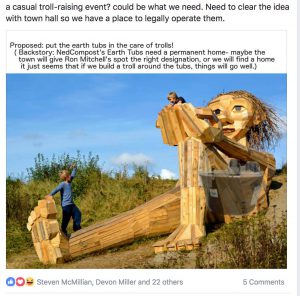 a casual troll-raising event? could be what we need. Need to clear the idea
with town hall so we have a place to legally operate them.
Proposed: put the earth tubs in the care of trolls!
( Backstory: NedCompost's Earth Tubs need a permanent home- maybe the
town will give Ron Mitchell's spot the right designation, or we will find a home
it just seems that if we build a troll around the tubs, things will go well.)
Steven McMillian, Devon Miller and 22 others
5 Comments